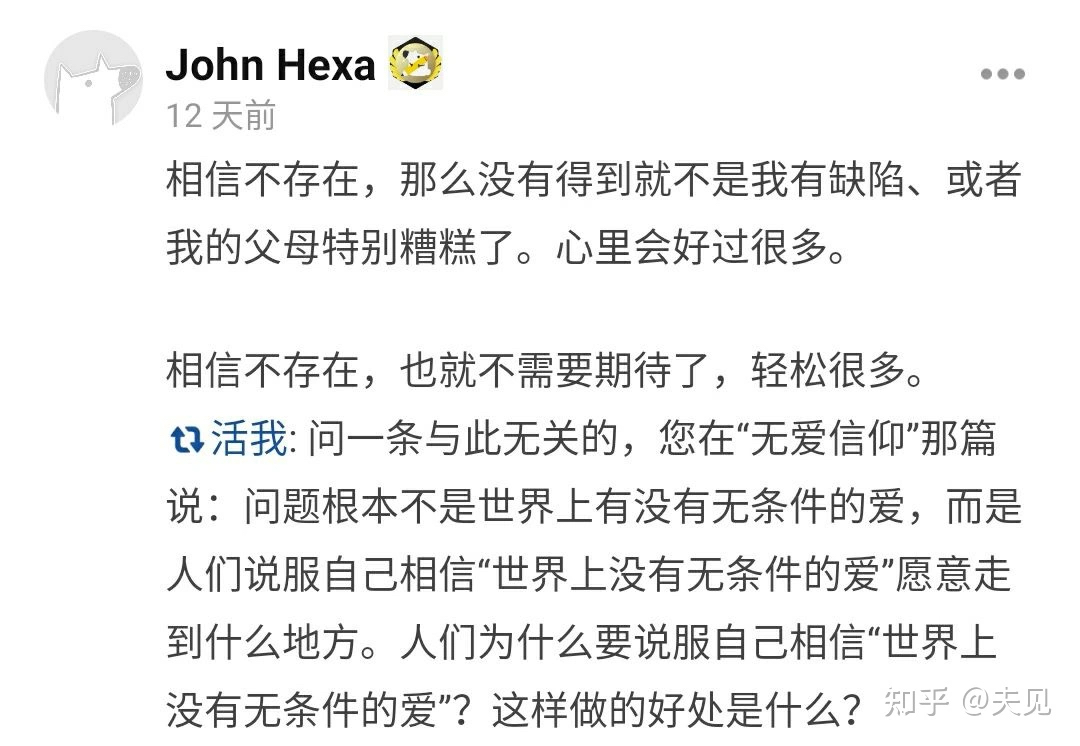 John Hexa
12 天前
相信不存在，那么没有得到就不是我有缺陷、或者
我的父母特别糟糕了。心里会好过很多。
相信不存在，也就不需要期待了，轻松很多。
活我: 问一条与此无关的，您在“无爱信仰”那篇
说：问题根本不是世界上有没有无条件的爱，而是
人们说服自己相信“世界上没有无条件的爱”愿意走
到什么地方。人们为什么要说服自己相信“世界上
没有无条件的爱”？这样做的好处是什么？
知乎 @夫见